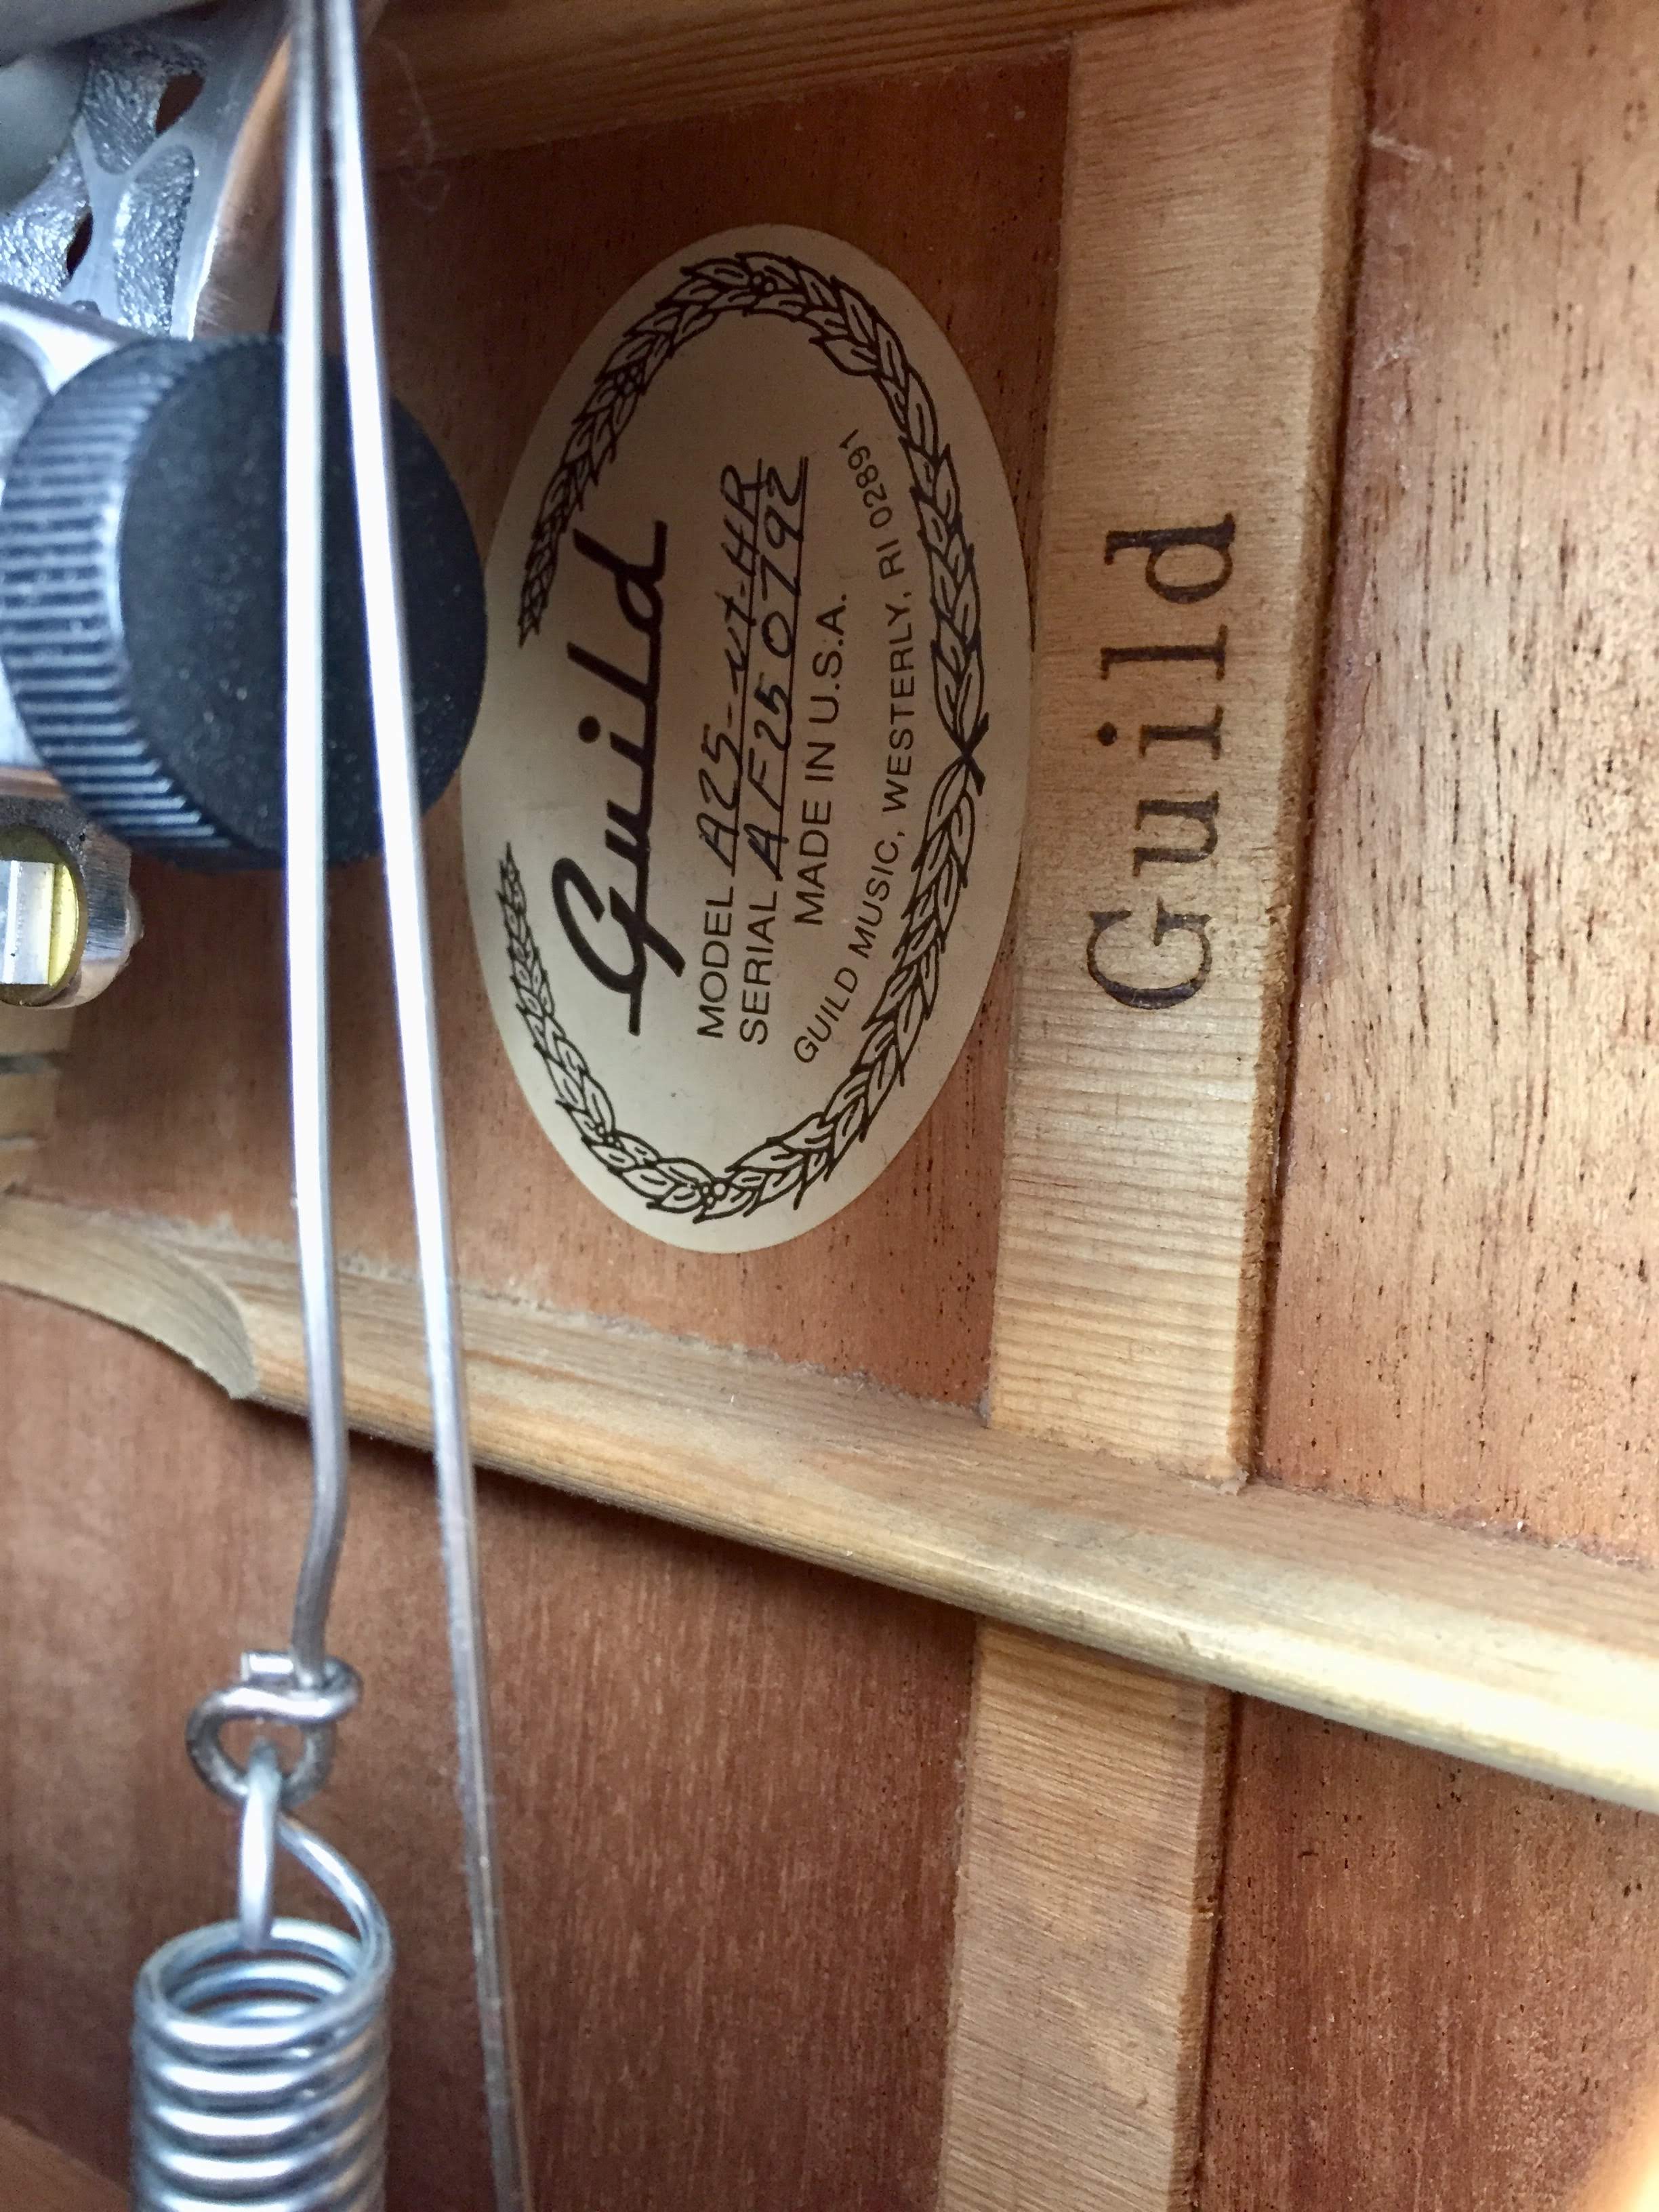 Guild
MODEL A25-NT-HR
SERIAL AF250792
MADE IN U.S.A.
GUILD MUSIC, WESTERLY, RI 02891
Guild